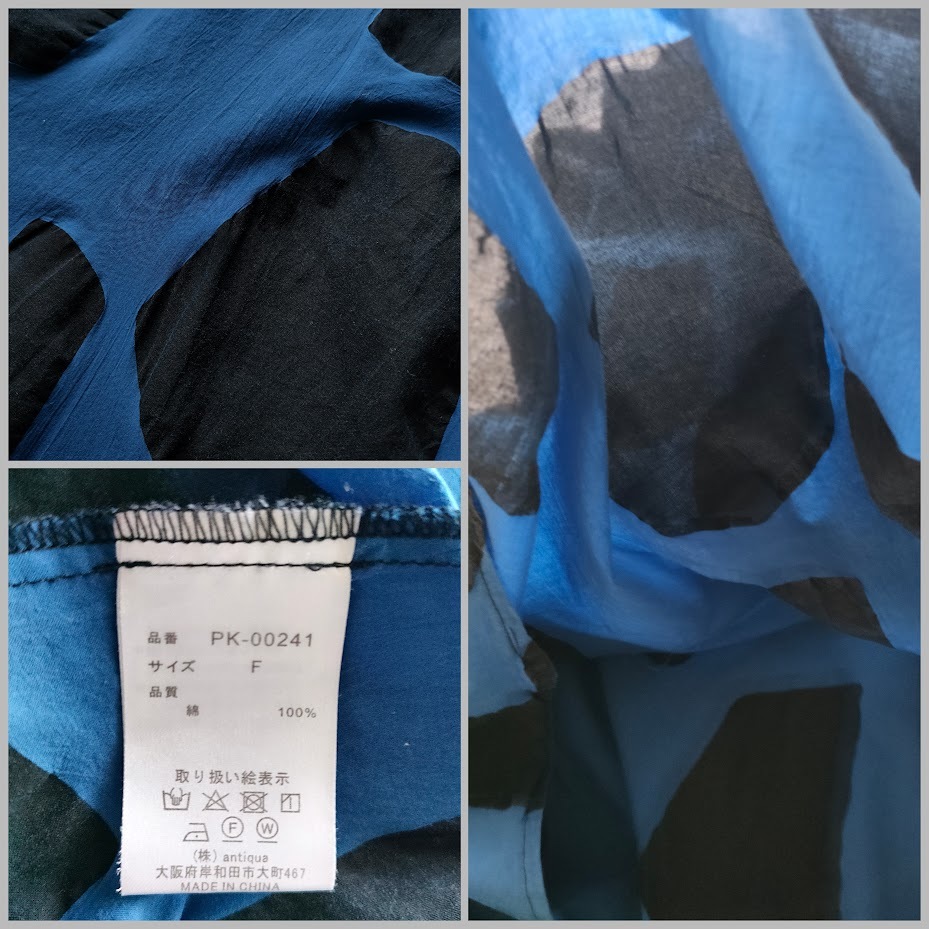 品番 PK-00241
サイズ F
品質
綿 100%
取り扱い絵表示
F W
(株) antiqua
大阪府岸和田市大町467
MADE IN CHINA